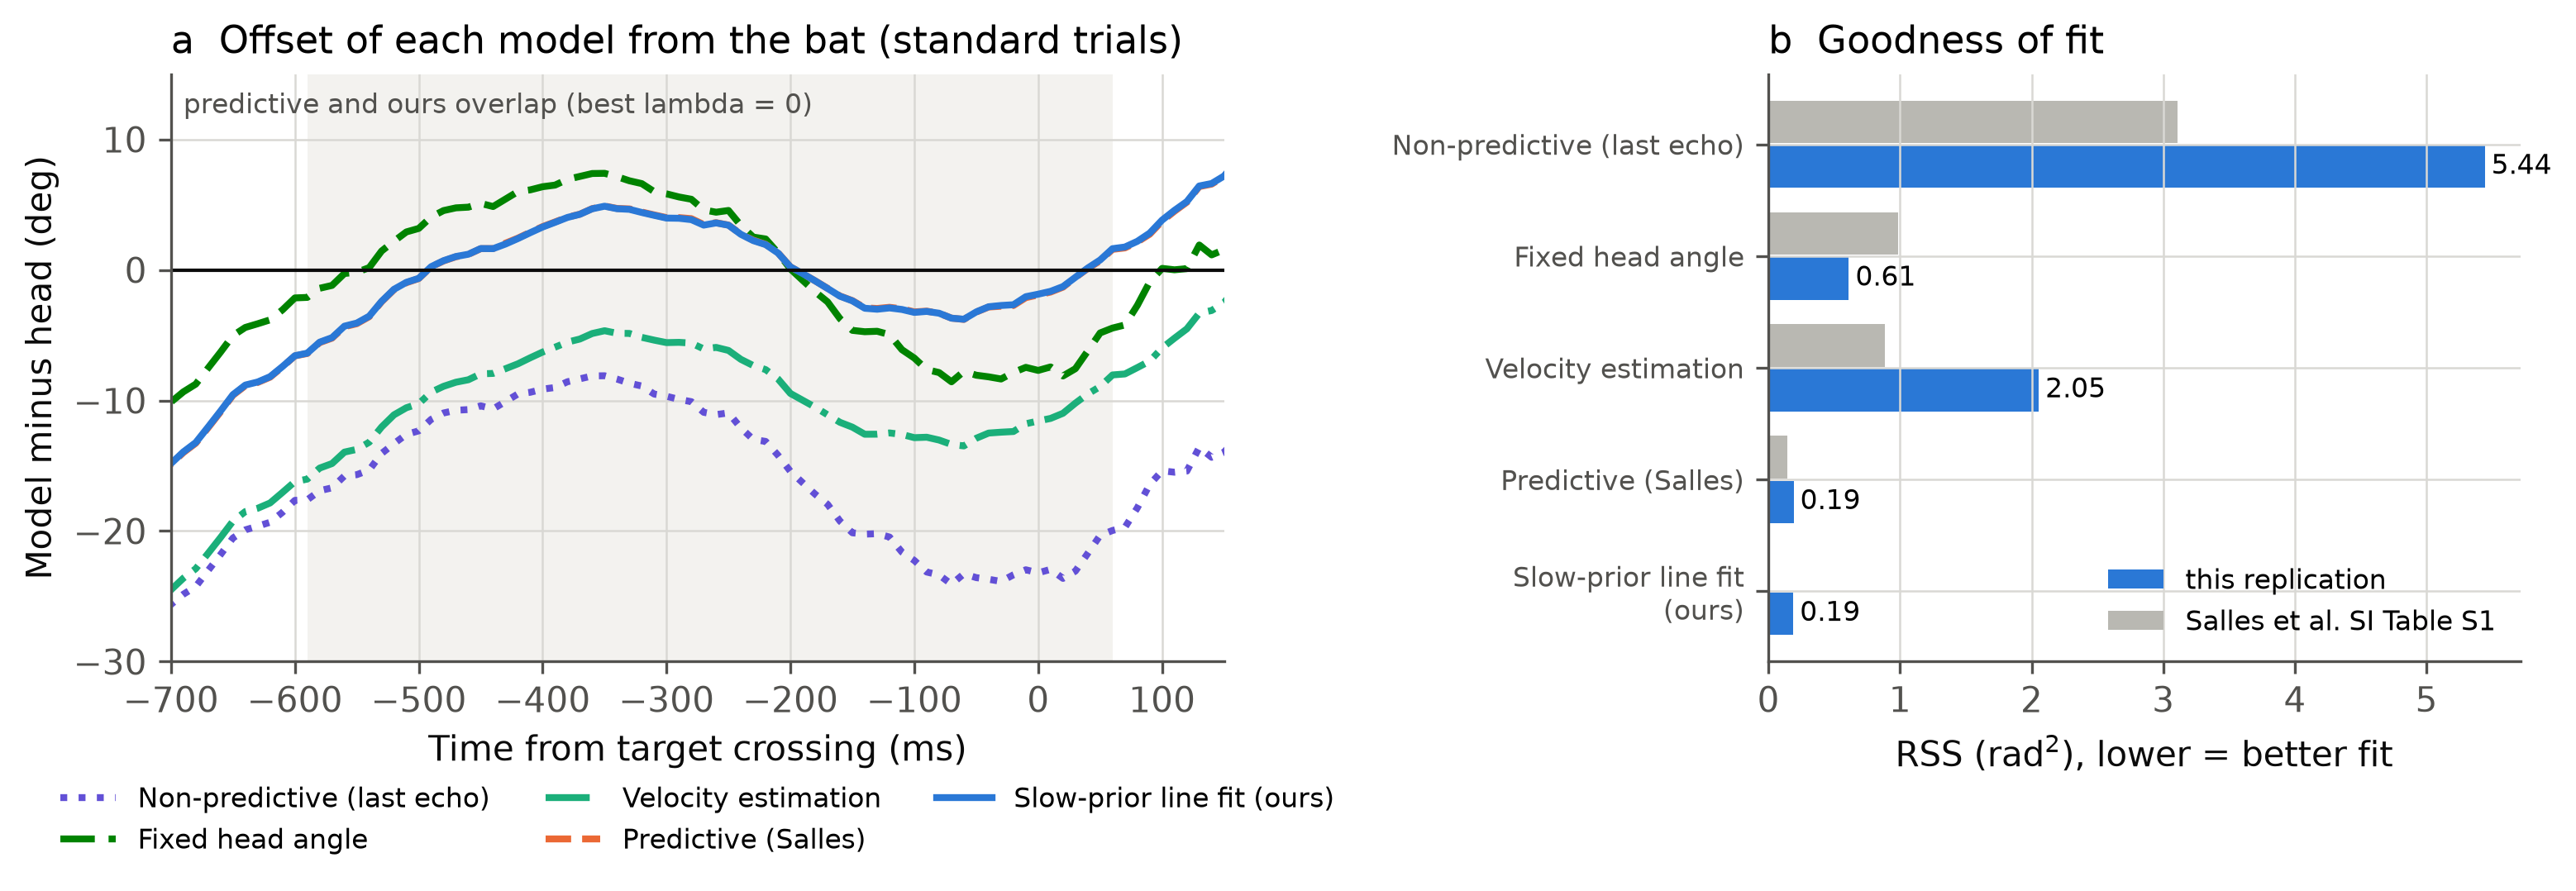 a Offset of each model from the bat (standard trials)
predictive and ours overlap (best lambda = 0)
Model minus head (deg)
10
0
−10
−20
−30
−700 −600 −500 −400 −300 −200 −100 0 100
Time from target crossing (ms)
Non-predictive (last echo)
Fixed head angle
Velocity estimation
Predictive (Salles)
Slow-prior line fit (ours)
b Goodness of fit
Non-predictive (last echo)
5.44
Fixed head angle
0.61
Velocity estimation
2.05
Predictive (Salles)
0.19
Slow-prior line fit
(ours)
0.19
this replication
Salles et al. SI Table S1
0 1 2 3 4 5
RSS (rad²), lower = better fit